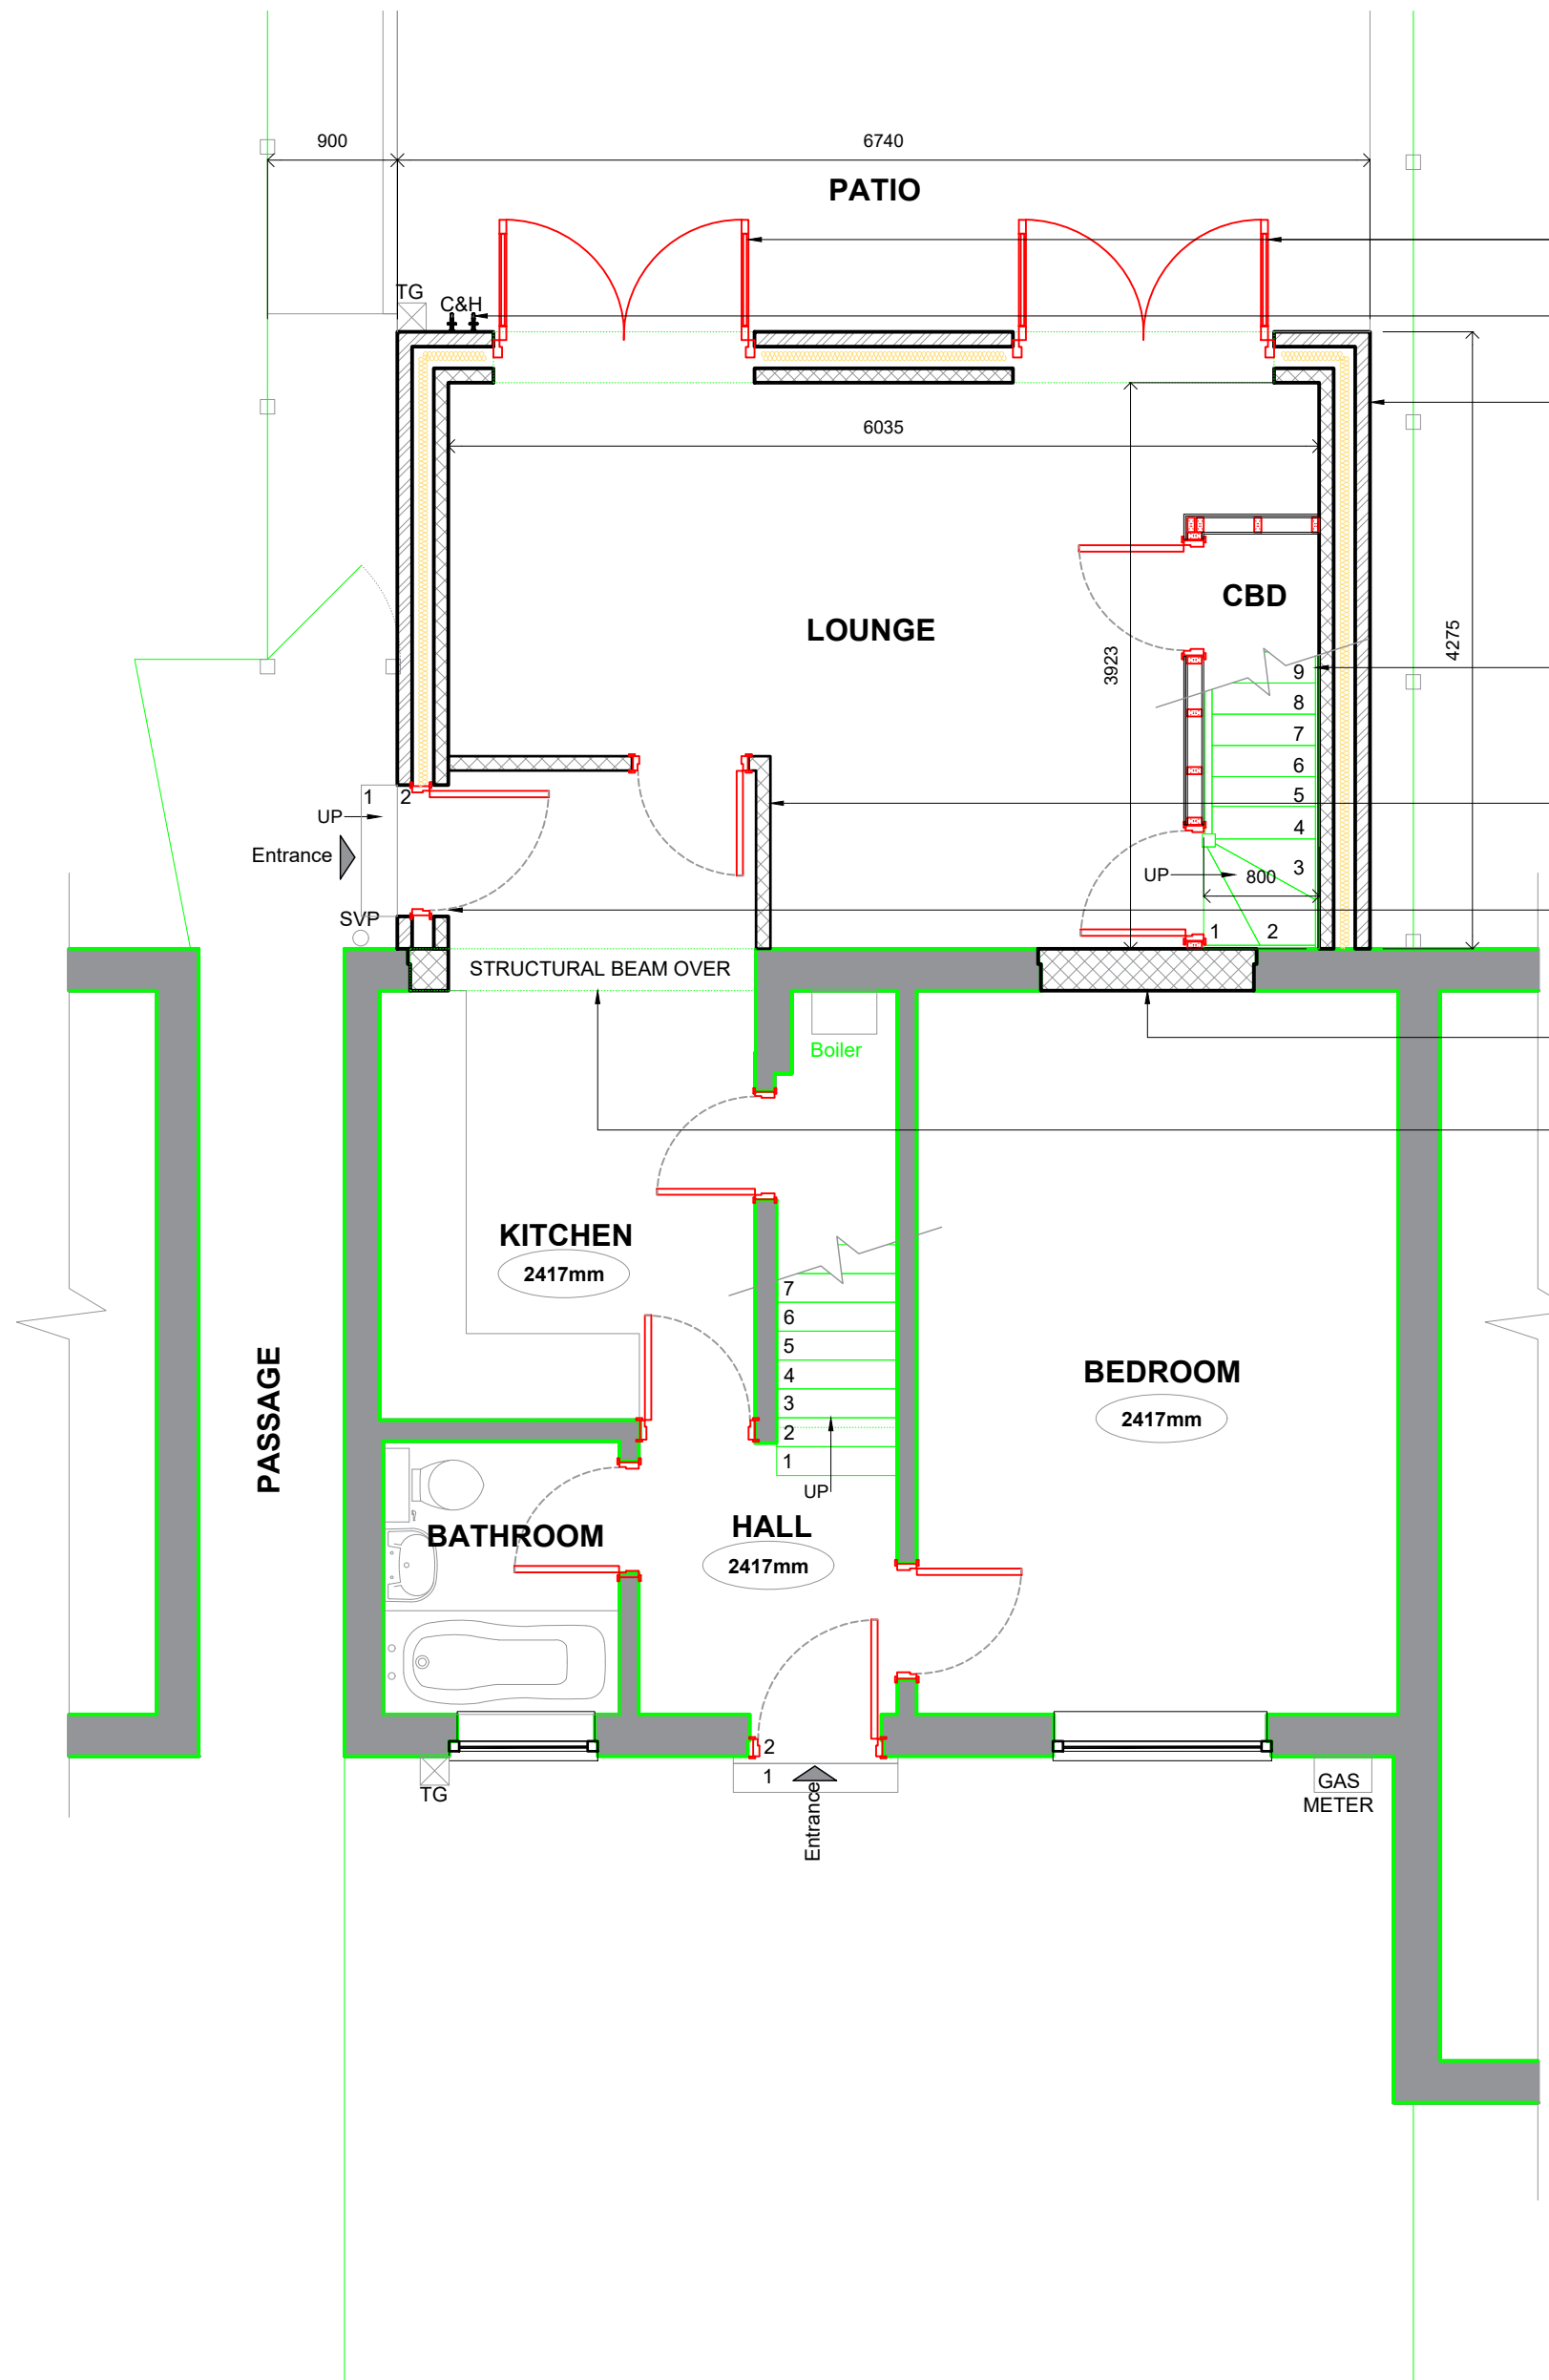 900
6740
PATIO
TG
C&H
6035
CBD
LOUNGE
3923
4275
9
8
7
6
5
4
3
UP
800
1
2
1 2
UP
Entrance
SVP
STRUCTURAL BEAM OVER
Boiler
KITCHEN
2417mm
7
6
5
4
3
2
1
UP
BEDROOM
2417mm
PASSAGE
BATHROOM
HALL
2417mm
2
1
Entrance
TG
GAS
METER